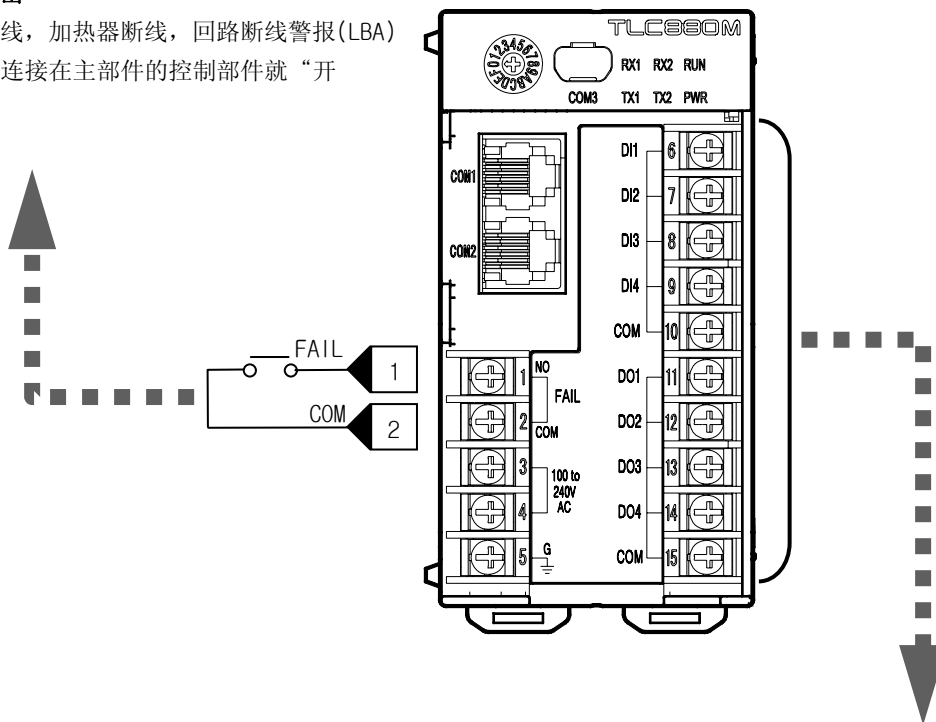 出
线，加热器断线，回路断线警报(LBA)
连接在主部件的控制部件就“开
TLC880M
0123456789ABCDEF
RX1 RX2 RUN
COM3 TX1 TX2 PWR
COM1
COM2
DI1 6
DI2 7
DI3 8
DI4 9
COM 10
FAIL 1
COM 2
1 NO
FAIL
2 COM
3 100 to
240V
4 AC
5 G
DO1 11
DO2 12
DO3 13
DO4 14
COM 15